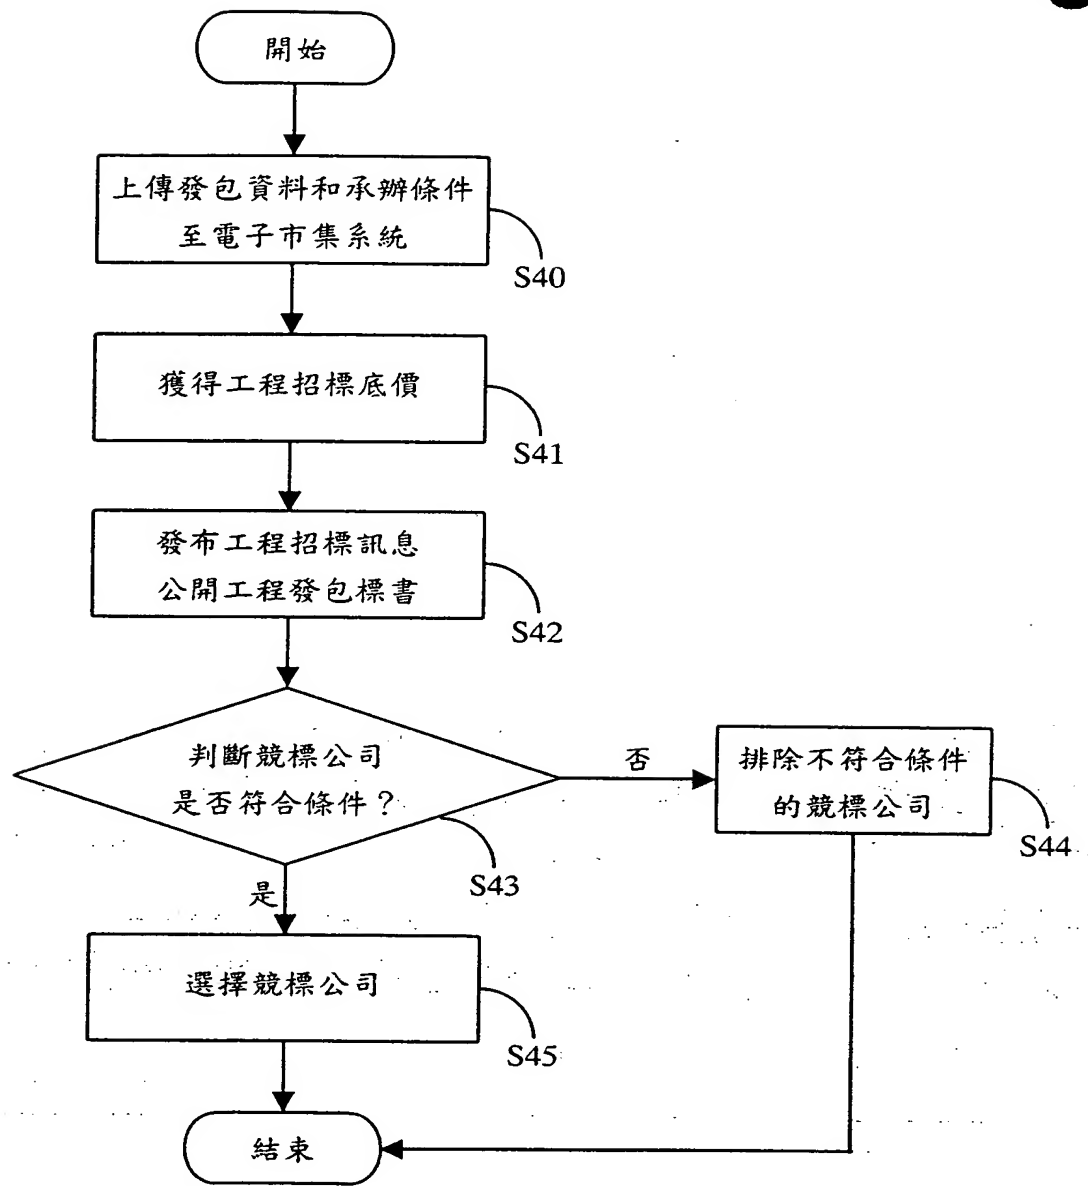 開始
上傳發包資料和承辦條件
至電子市集系統
S40
獲得工程招標底價
S41
發布工程招標訊息
公開工程發包標書
S42
判斷競標公司
是否符合條件？
S43
否
排除不符合條件
的競標公司
S44
是
選擇競標公司
S45
結束